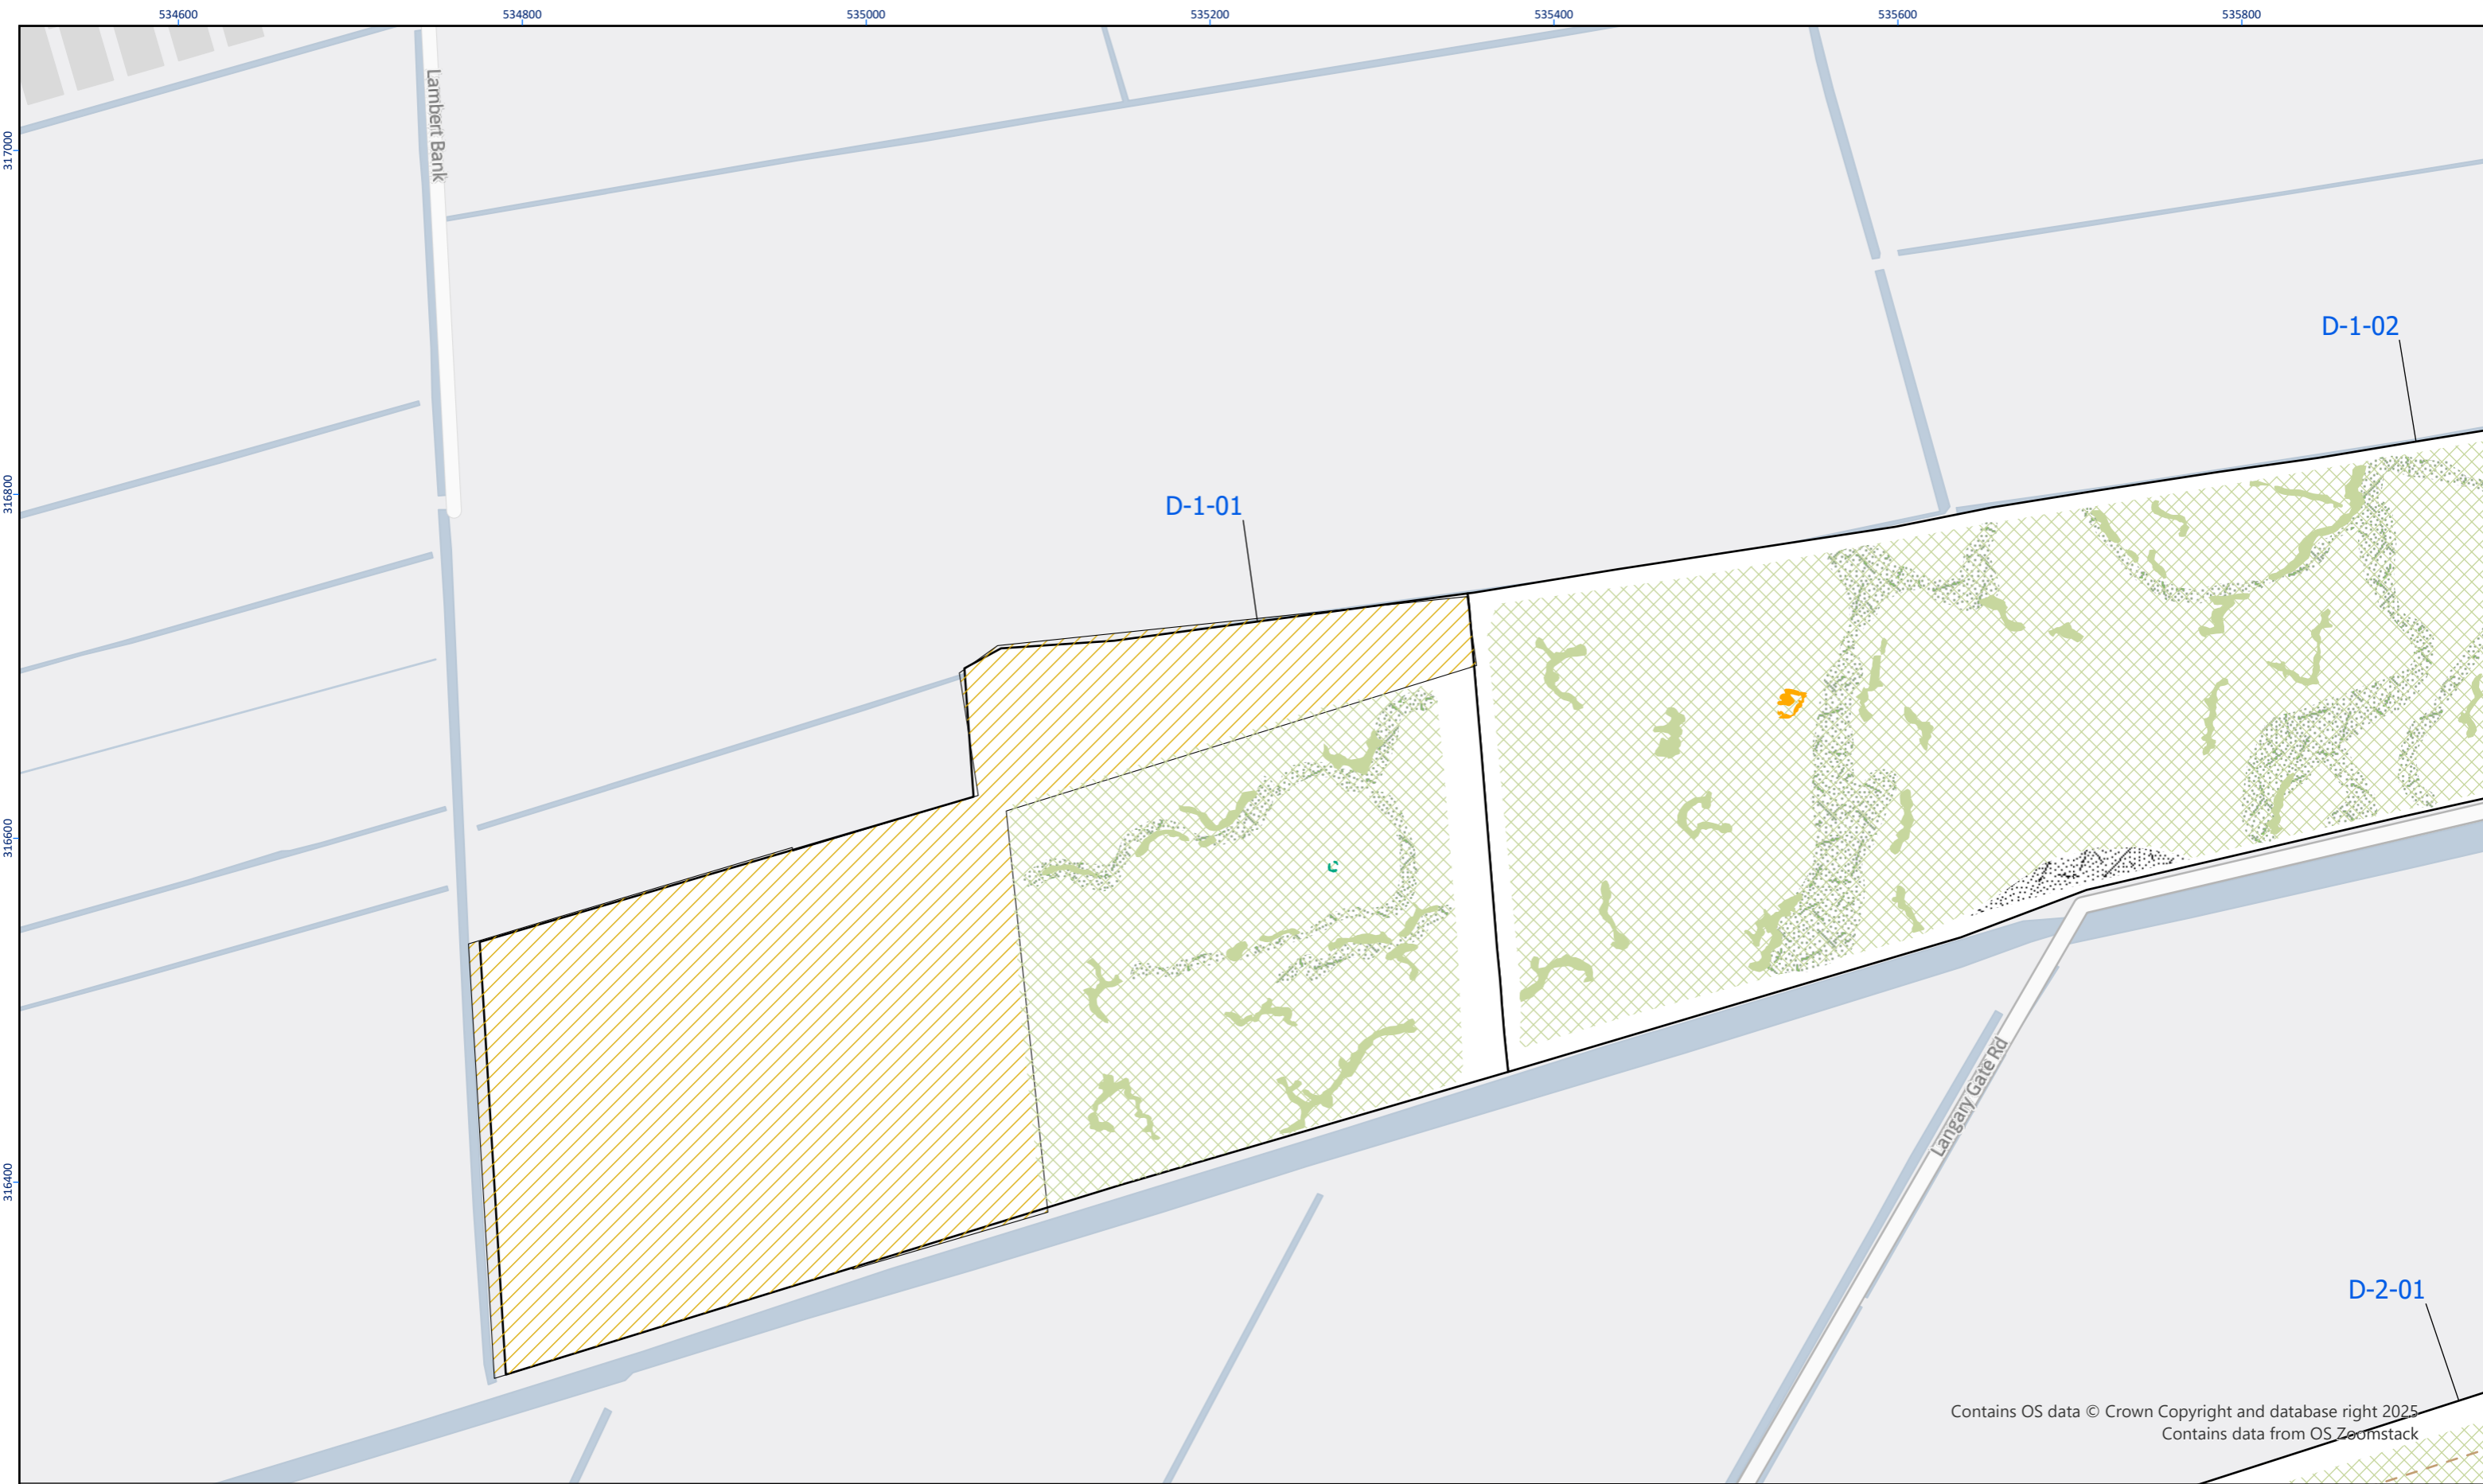 534600
534800
535000
535200
535400
535600
535800
317000
316800
316600
316400
Lambert Bank
D-1-02
D-1-01
Langary Gate Rd
D-2-01
Contains OS data © Crown Copyright and database right 2025
Contains data from OS Zoomstack